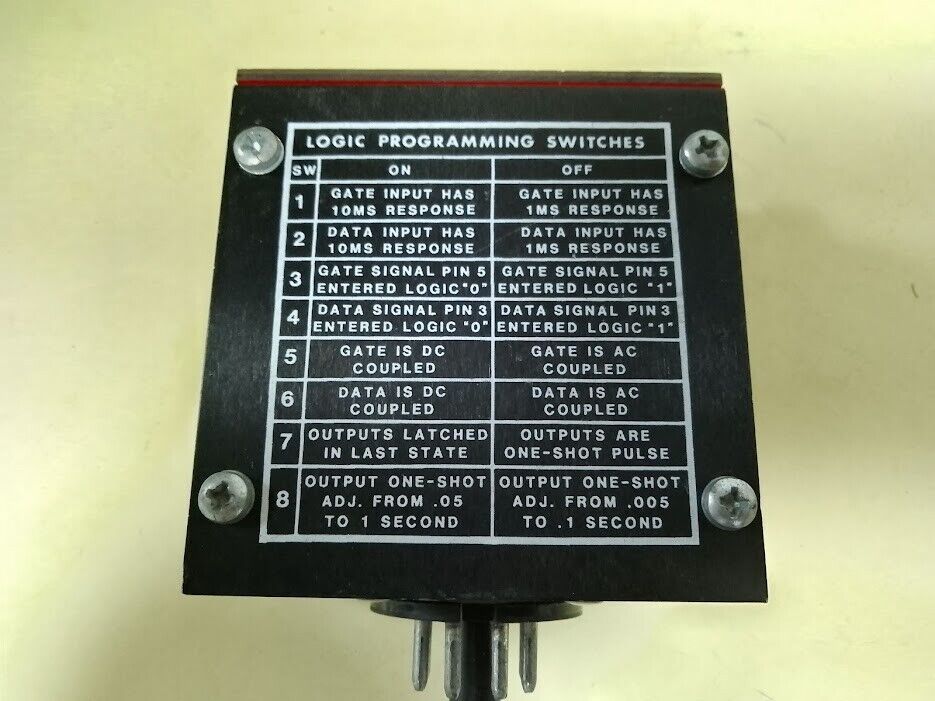 LOGIC PROGRAMMING SWITCHES
SW ON OFF
1 GATE INPUT HAS
10MS RESPONSE
GATE INPUT HAS
1MS RESPONSE
2 DATA INPUT HAS
10MS RESPONSE
DATA INPUT HAS
1MS RESPONSE
3 GATE SIGNAL PIN 5
ENTERED LOGIC "0"
GATE SIGNAL PIN 5
ENTERED LOGIC "1"
4 DATA SIGNAL PIN 3
ENTERED LOGIC "0"
DATA SIGNAL PIN 3
ENTERED LOGIC "1"
5 GATE IS DC
COUPLED
GATE IS AC
COUPLED
6 DATA IS DC
COUPLED
DATA IS AC
COUPLED
7 OUTPUTS LATCHED
IN LAST STATE
OUTPUTS ARE
ONE-SHOT PULSE
8 OUTPUT ONE-SHOT
ADJ. FROM .05
TO 1 SECOND
OUTPUT ONE-SHOT
ADJ. FROM .005
TO .1 SECOND